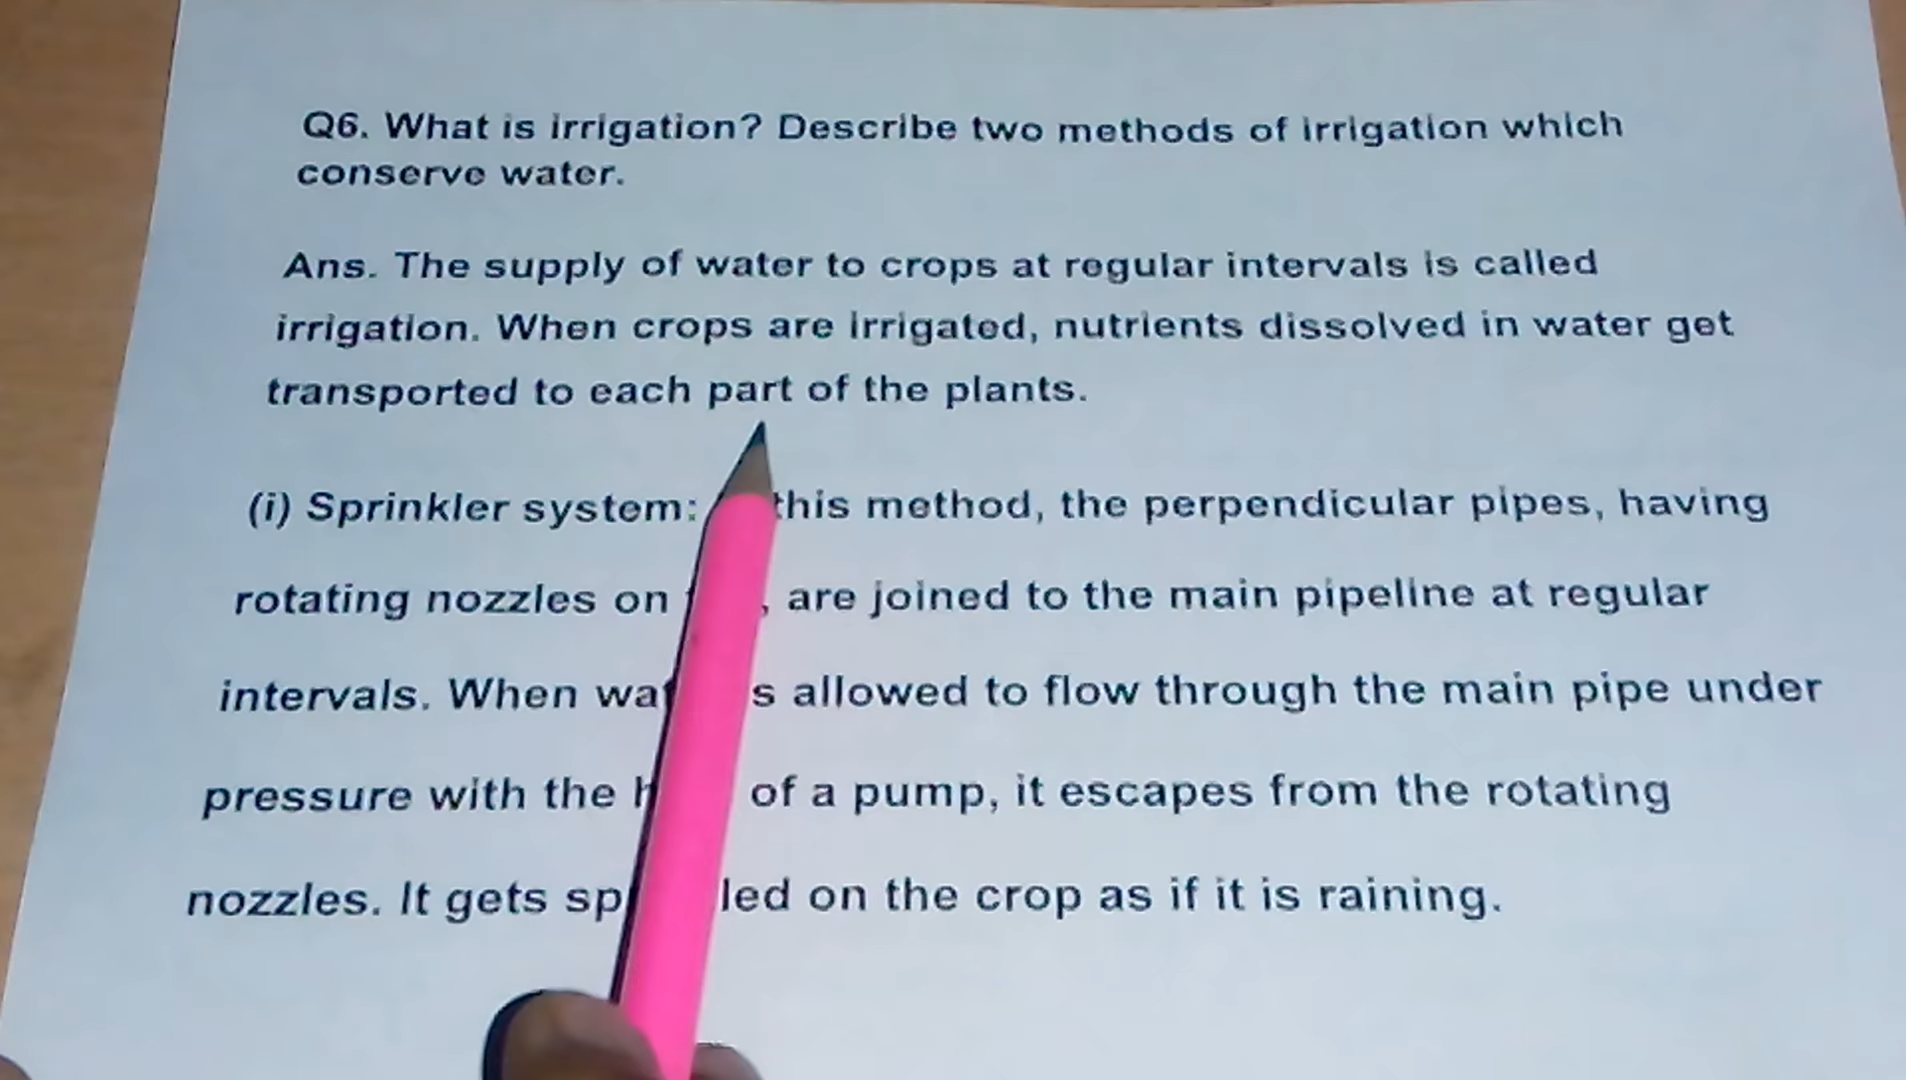 Q6. What is irrigation? Describe two methods of irrigation which
conserve water.
Ans. The supply of water to crops at regular intervals is called
irrigation. When crops are irrigated, nutrients dissolved in water get
transported to each part of the plants.
(i) Sprinkler system: this method, the perpendicular pipes, having
rotating nozzles on , are joined to the main pipeline at regular
intervals. When allowed to flow through the main pipe under
pressure with the of a pump, it escapes from the rotating
nozzles. It gets on the crop as if it is raining.